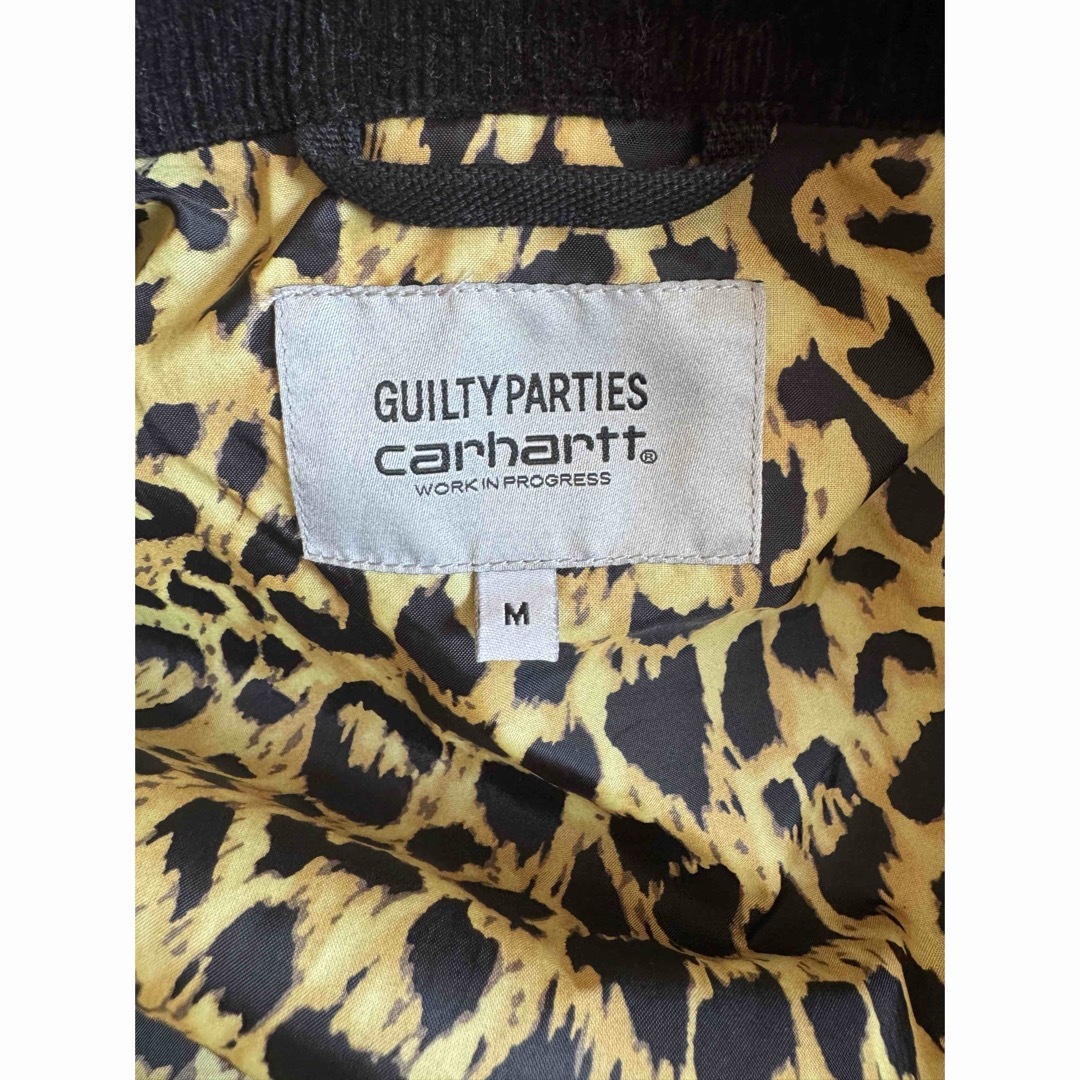 GUILTY PARTIES
carhartt®
WORK IN PROGRESS
M